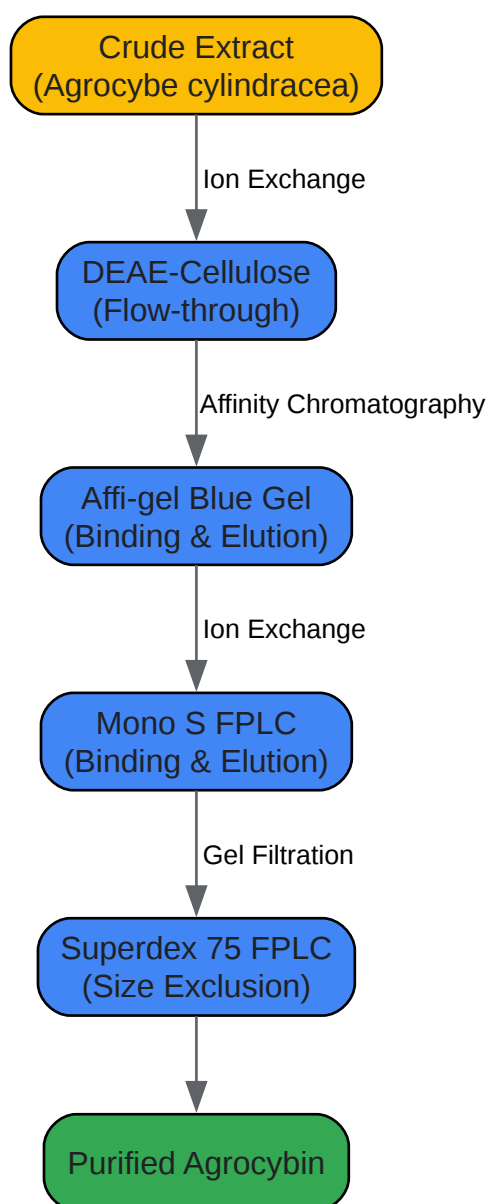 Crude Extract
(Agrocybe cylindracea)
Ion Exchange
DEAE-Cellulose
(Flow-through)
Affinity Chromatography
Affi-gel Blue Gel
(Binding & Elution)
Ion Exchange
Mono S FPLC
(Binding & Elution)
Gel Filtration
Superdex 75 FPLC
(Size Exclusion)
Purified Agrocybin